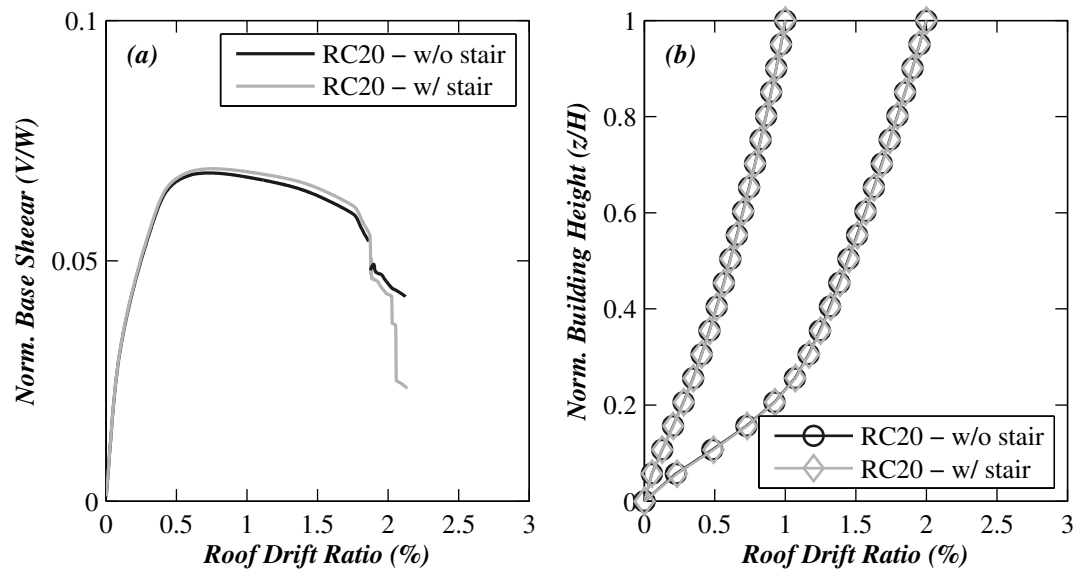 0.1
(a)
RC20 – w/o stair
RC20 – w/ stair
0.05
0
0 0.5 1 1.5 2 2.5 3
Norm. Base Sheear (V/W)
Roof Drift Ratio (%)
1
(b)
0.8
0.6
0.4
0.2
0
RC20 – w/o stair
RC20 – w/ stair
0 0.5 1 1.5 2 2.5 3
Norm. Building Height (z/H)
Roof Drift Ratio (%)